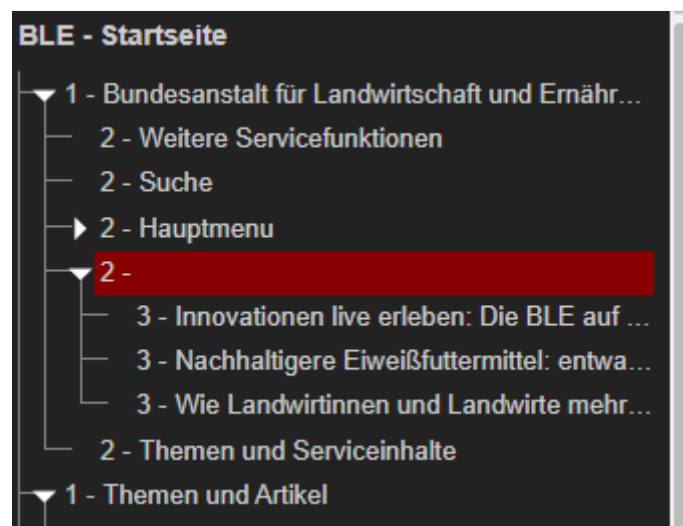 BLE - Startseite
1 - Bundesanstalt für Landwirtschaft und Ernähr...
2 - Weitere Servicefunktionen
2 - Suche
2 - Hauptmenu
2 -
3 - Innovationen live erleben: Die BLE auf ...
3 - Nachhaltigere Eiweißfuttermittel: entwa...
3 - Wie Landwirtinnen und Landwirte mehr...
2 - Themen und Serviceinhalte
1 - Themen und Artikel